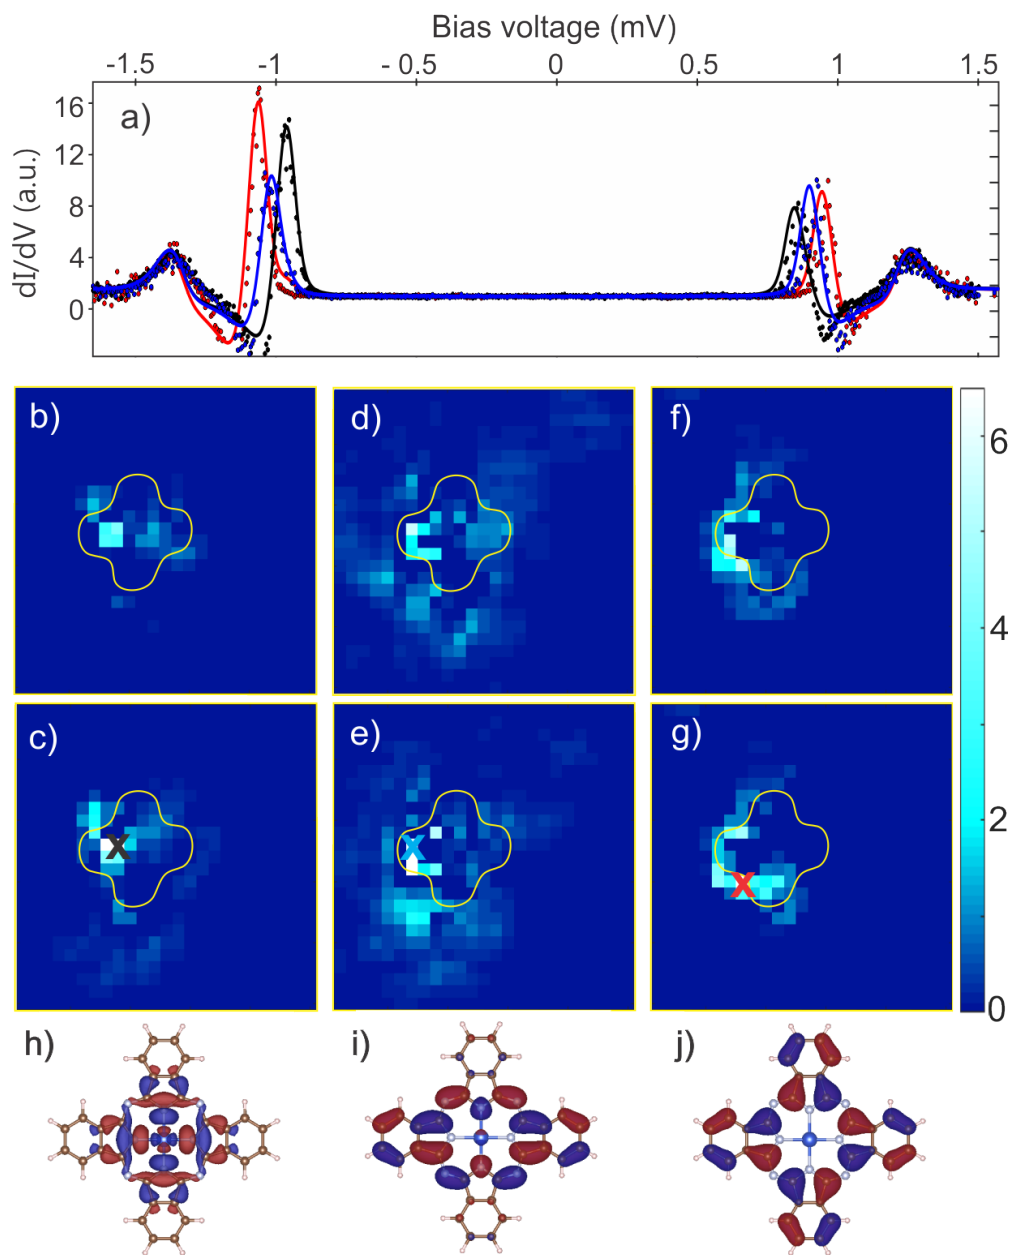 Bias voltage (mV)
-1.5 -1 - 0.5 0 0.5 1 1.5
a)
dI/dV (a.u.)
16
12
8
4
0
b) d) f)
6
4
c) e) g)
X X X
2
0
h) i) j)